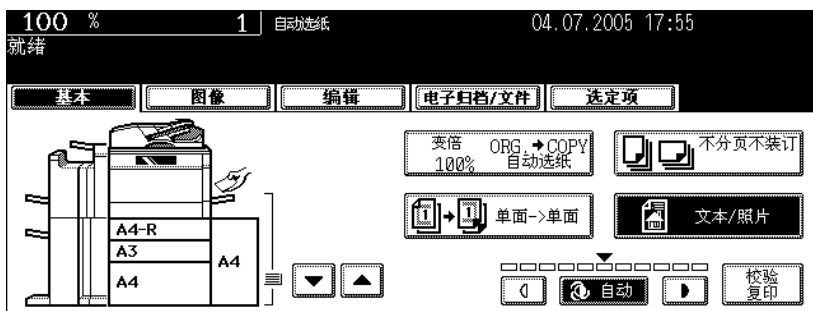 100 % 1 自动选纸 04.07.2005 17:55
就绪
基本 图像 编辑 电子归档/文件 选定项
变倍 ORG.➔COPY
100% 自动选纸
不分页不装订
1➔1 单面->单面
文本/照片
A4-R
A3
A4
A4
自动
校验
复印